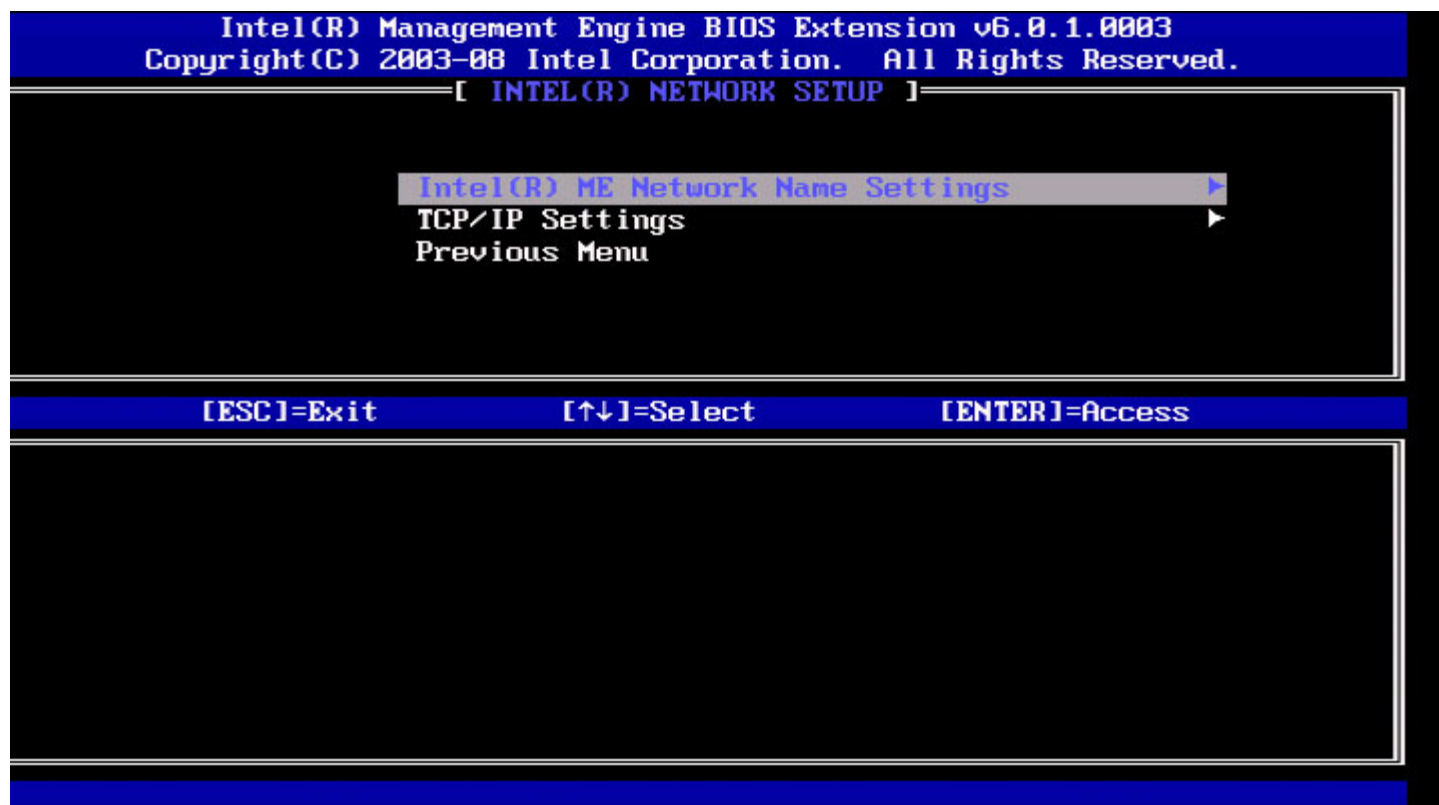 Intel(R) Management Engine BIOS Extension v6.0.1.0003
Copyright(C) 2003-08 Intel Corporation. All Rights Reserved.
[ INTEL(R) NETWORK SETUP ]
Intel(R) ME Network Name Settings ►
TCP/IP Settings ►
Previous Menu
[ESC]=Exit [↑↓]=Select [ENTER]=Access